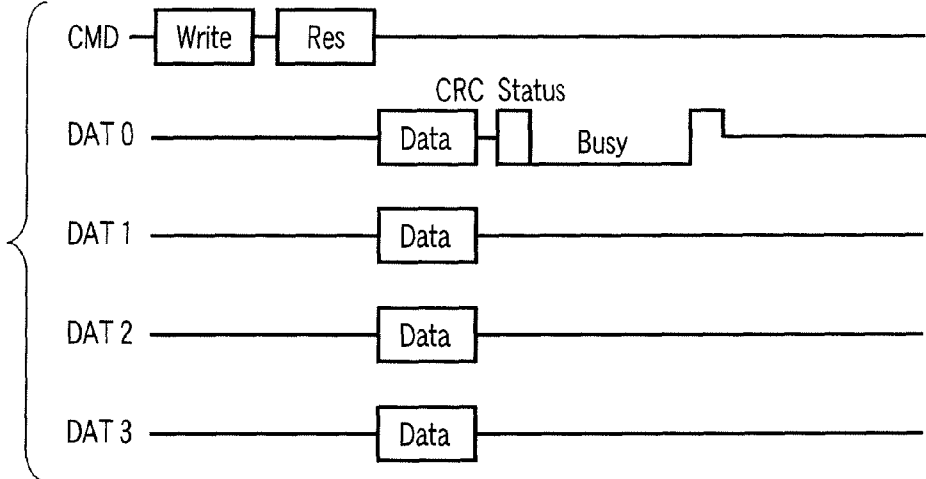 CMD Write Res
CRC Status
DAT 0 Data Busy
DAT 1 Data
DAT 2 Data
DAT 3 Data